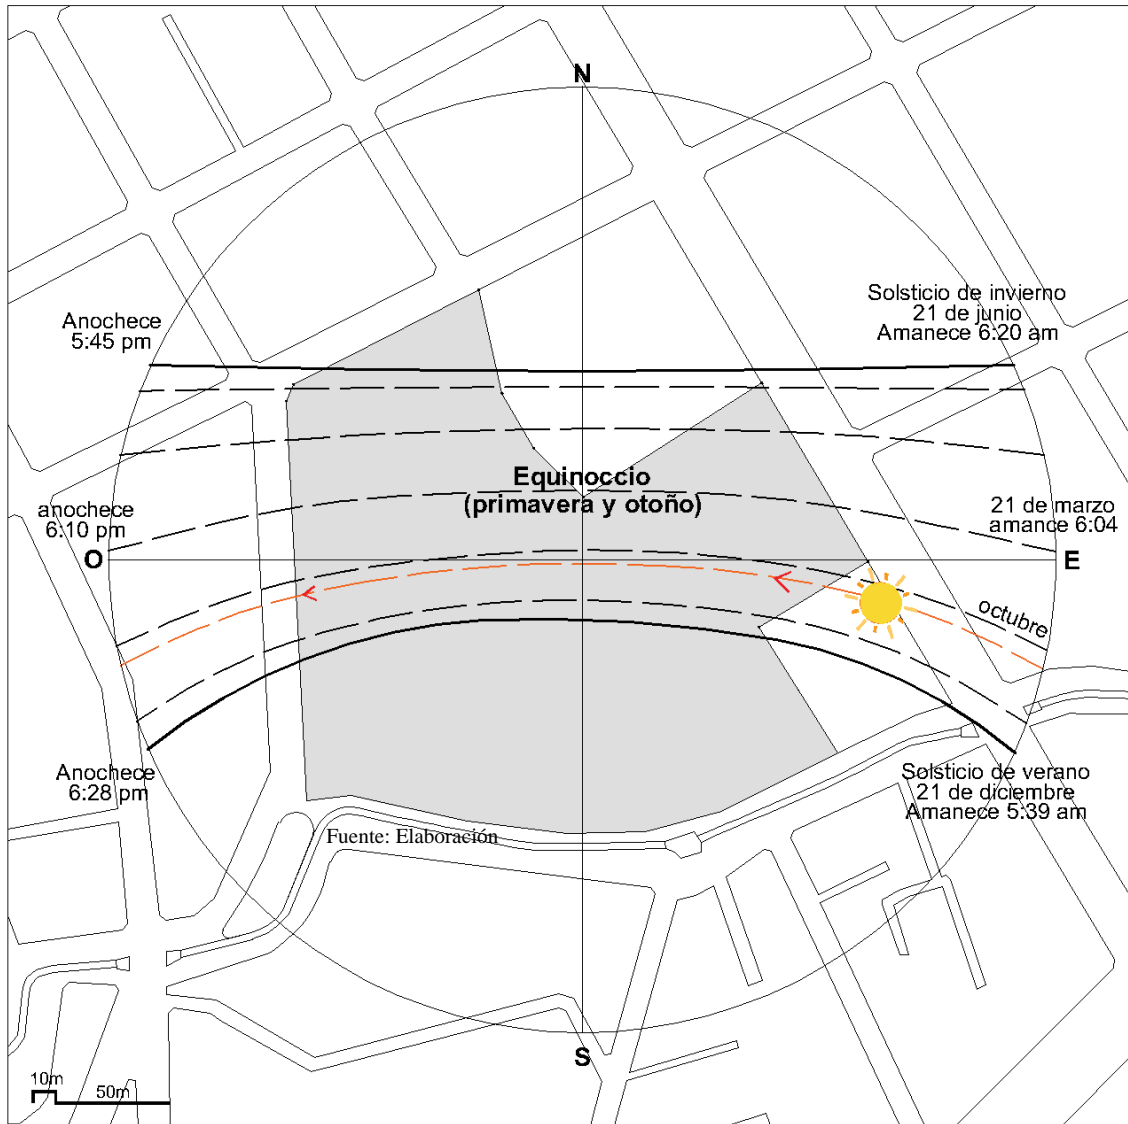 N
Solsticio de invierno
21 de junio
Amanece 6:20 am
Anochece
5:45 pm
Equinoccio
(primavera y otoño)
anochece
6:10 pm
21 de marzo
amance 6:04
O
E
octubre
Anochece
6:28 pm
Solsticio de verano
21 de diciembre
Amanece 5:39 am
Fuente: Elaboración
S
10m
50m